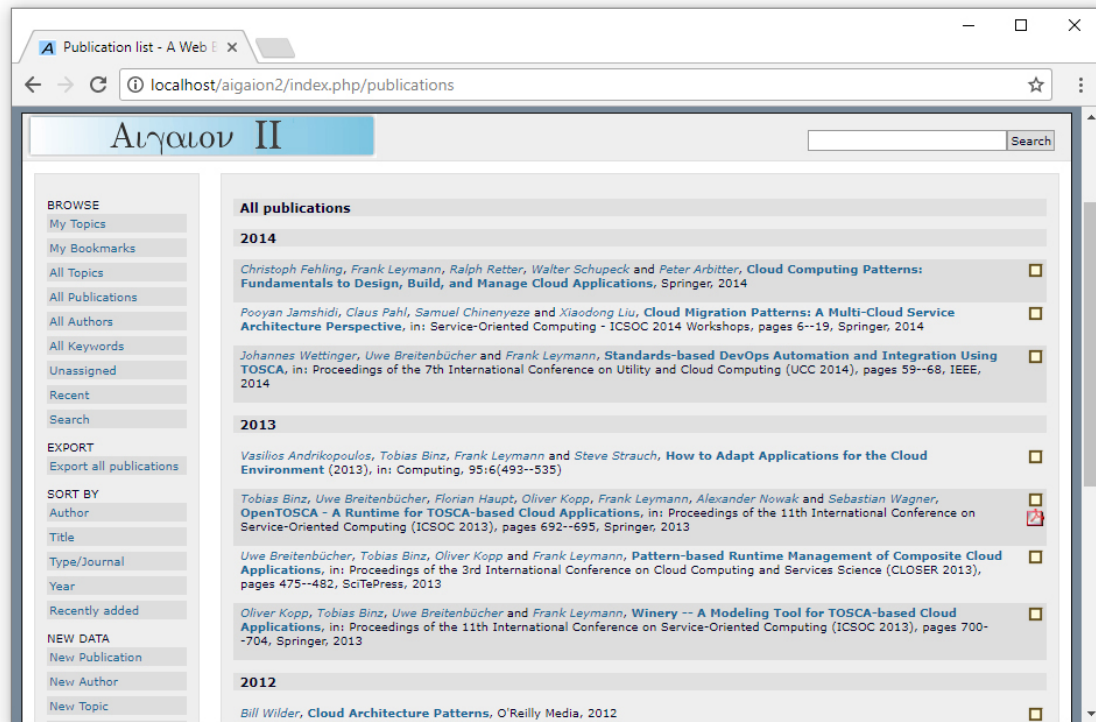 Publication list - A Web
localhost/aigaion2/index.php/publications
Αιγαιον II
Search
BROWSE
My Topics
My Bookmarks
All Topics
All Publications
All Authors
All Keywords
Unassigned
Recent
Search
EXPORT
Export all publications
SORT BY
Author
Title
Type/Journal
Year
Recently added
NEW DATA
New Publication
New Author
New Topic
All publications
2014
Christoph Fehling, Frank Leymann, Ralph Retter, Walter Schupeck and Peter Arbitter, Cloud Computing Patterns:
Fundamentals to Design, Build, and Manage Cloud Applications, Springer, 2014
Pooyan Jamshidi, Claus Pahl, Samuel Chinenyeze and Xiaodong Liu, Cloud Migration Patterns: A Multi-Cloud Service
Architecture Perspective, in: Service-Oriented Computing - ICSOC 2014 Workshops, pages 6--19, Springer, 2014
Johannes Wettinger, Uwe Breitenbücher and Frank Leymann, Standards-based DevOps Automation and Integration Using
TOSCA, in: Proceedings of the 7th International Conference on Utility and Cloud Computing (UCC 2014), pages 59--68, IEEE,
2014
2013
Vasilios Andrikopoulos, Tobias Binz, Frank Leymann and Steve Strauch, How to Adapt Applications for the Cloud
Environment (2013), in: Computing, 95:6(493--535)
Tobias Binz, Uwe Breitenbücher, Florian Haupt, Oliver Kopp, Frank Leymann, Alexander Nowak and Sebastian Wagner,
OpenTOSCA - A Runtime for TOSCA-based Cloud Applications, in: Proceedings of the 11th International Conference on
Service-Oriented Computing (ICSOC 2013), pages 692--695, Springer, 2013
Uwe Breitenbücher, Tobias Binz, Oliver Kopp and Frank Leymann, Pattern-based Runtime Management of Composite Cloud
Applications, in: Proceedings of the 3rd International Conference on Cloud Computing and Services Science (CLOSER 2013),
pages 475--482, SciTePress, 2013
Oliver Kopp, Tobias Binz, Uwe Breitenbücher and Frank Leymann, Winery -- A Modeling Tool for TOSCA-based Cloud
Applications, in: Proceedings of the 11th International Conference on Service-Oriented Computing (ICSOC 2013), pages 700-
-704, Springer, 2013
2012
Bill Wilder, Cloud Architecture Patterns, O'Reilly Media, 2012